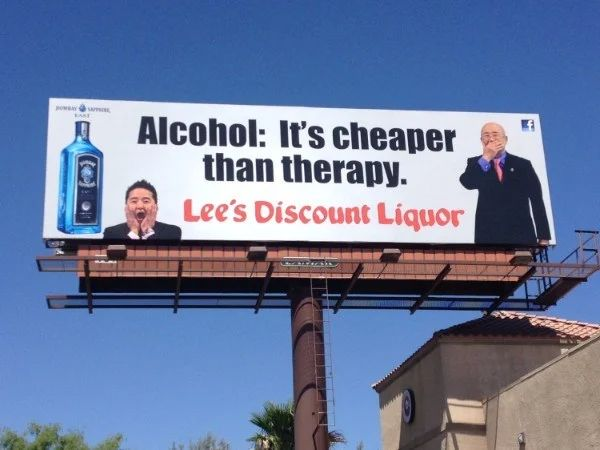 BOMBAY SAPPHIRE
EAST
Alcohol: It's cheaper
than therapy.
Lee's Discount Liquor
f